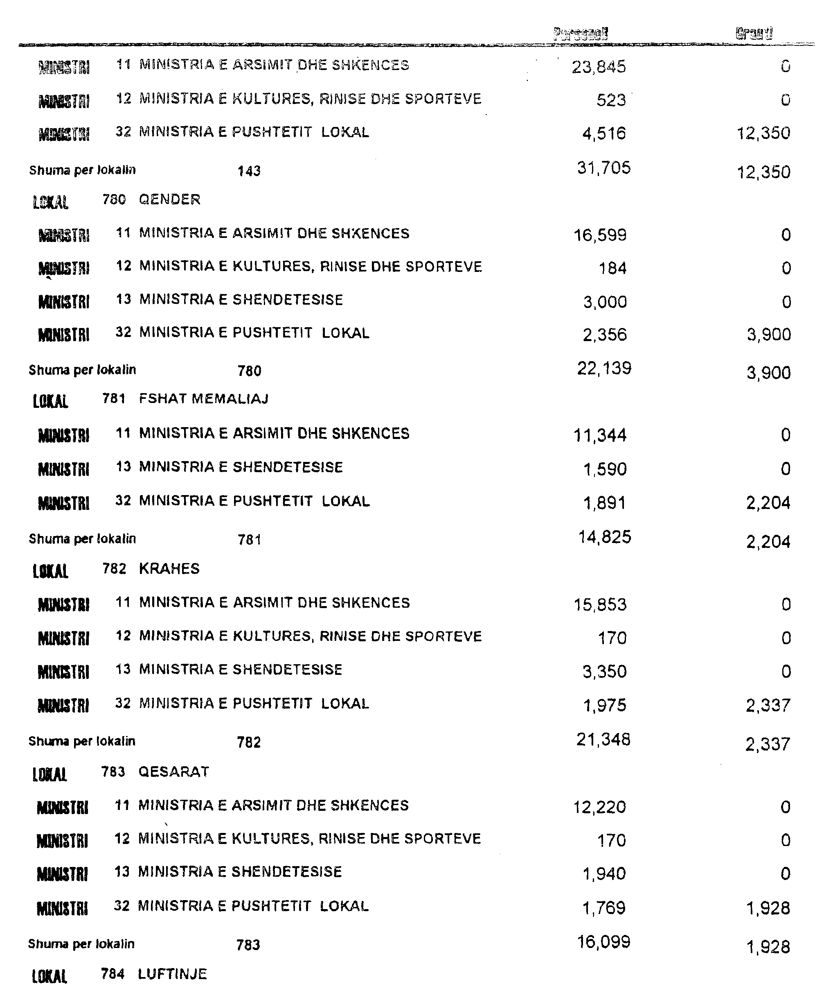 Personeli Granti
MINISTRI 11 MINISTRIA E ARSIMIT DHE SHKENCES 23,845 0
MINISTRI 12 MINISTRIA E KULTURES, RINISE DHE SPORTEVE 523 0
MINISTRI 32 MINISTRIA E PUSHTETIT LOKAL 4,516 12,350
Shuma per lokalin 143 31,705 12,350
LOKAL 780 QENDER
MINISTRI 11 MINISTRIA E ARSIMIT DHE SHKENCES 16,599 0
MINISTRI 12 MINISTRIA E KULTURES, RINISE DHE SPORTEVE 184 0
MINISTRI 13 MINISTRIA E SHENDETESISE 3,000 0
MINISTRI 32 MINISTRIA E PUSHTETIT LOKAL 2,356 3,900
Shuma per lokalin 780 22,139 3,900
LOKAL 781 FSHAT MEMALIAJ
MINISTRI 11 MINISTRIA E ARSIMIT DHE SHKENCES 11,344 0
MINISTRI 13 MINISTRIA E SHENDETESISE 1,590 0
MINISTRI 32 MINISTRIA E PUSHTETIT LOKAL 1,891 2,204
Shuma per lokalin 781 14,825 2,204
LOKAL 782 KRAHES
MINISTRI 11 MINISTRIA E ARSIMIT DHE SHKENCES 15,853 0
MINISTRI 12 MINISTRIA E KULTURES, RINISE DHE SPORTEVE 170 0
MINISTRI 13 MINISTRIA E SHENDETESISE 3,350 0
MINISTRI 32 MINISTRIA E PUSHTETIT LOKAL 1,975 2,337
Shuma per lokalin 782 21,348 2,337
LOKAL 783 QESARAT
MINISTRI 11 MINISTRIA E ARSIMIT DHE SHKENCES 12,220 0
MINISTRI 12 MINISTRIA E KULTURES, RINISE DHE SPORTEVE 170 0
MINISTRI 13 MINISTRIA E SHENDETESISE 1,940 0
MINISTRI 32 MINISTRIA E PUSHTETIT LOKAL 1,769 1,928
Shuma per lokalin 783 16,099 1,928
LOKAL 784 LUFTINJE